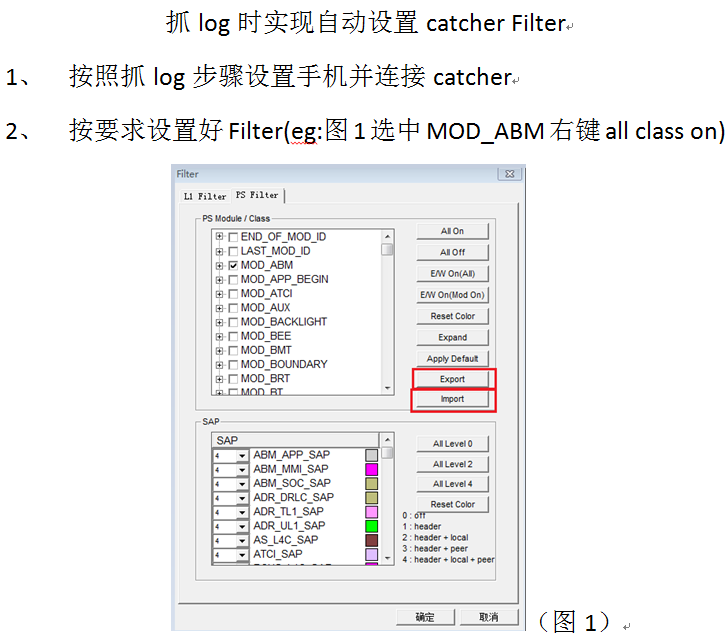 抓 log 时实现自动设置 catcher Filter
1、 按照抓 log 步骤设置手机并连接 catcher
2、 按要求设置好 Filter(eg:图 1 选中 MOD_ABM 右键 all class on)
Filter
L1 Filter PS Filter
PS Module / Class
END_OF_MOD_ID
LAST_MOD_ID
MOD_ABM
MOD_APP_BEGIN
MOD_ATCI
MOD_AUX
MOD_BACKLIGHT
MOD_BEE
MOD_BMT
MOD_BOUNDARY
MOD_BRT
MOD_BT
All On
All Off
E/W On(All)
E/W On(Mod On)
Reset Color
Expand
Apply Default
Export
Import
SAP
SAP
4 ABM_APP_SAP
4 ABM_MMI_SAP
4 ABM_SOC_SAP
4 ADR_DRLC_SAP
4 ADR_TL1_SAP
4 ADR_UL1_SAP
4 AS_L4C_SAP
4 ATCI_SAP
All Level 0
All Level 2
All Level 4
Reset Color
0 : off
1 : header
2 : header + local
3 : header + peer
4 : header + local + peer
确定 取消
（图 1）